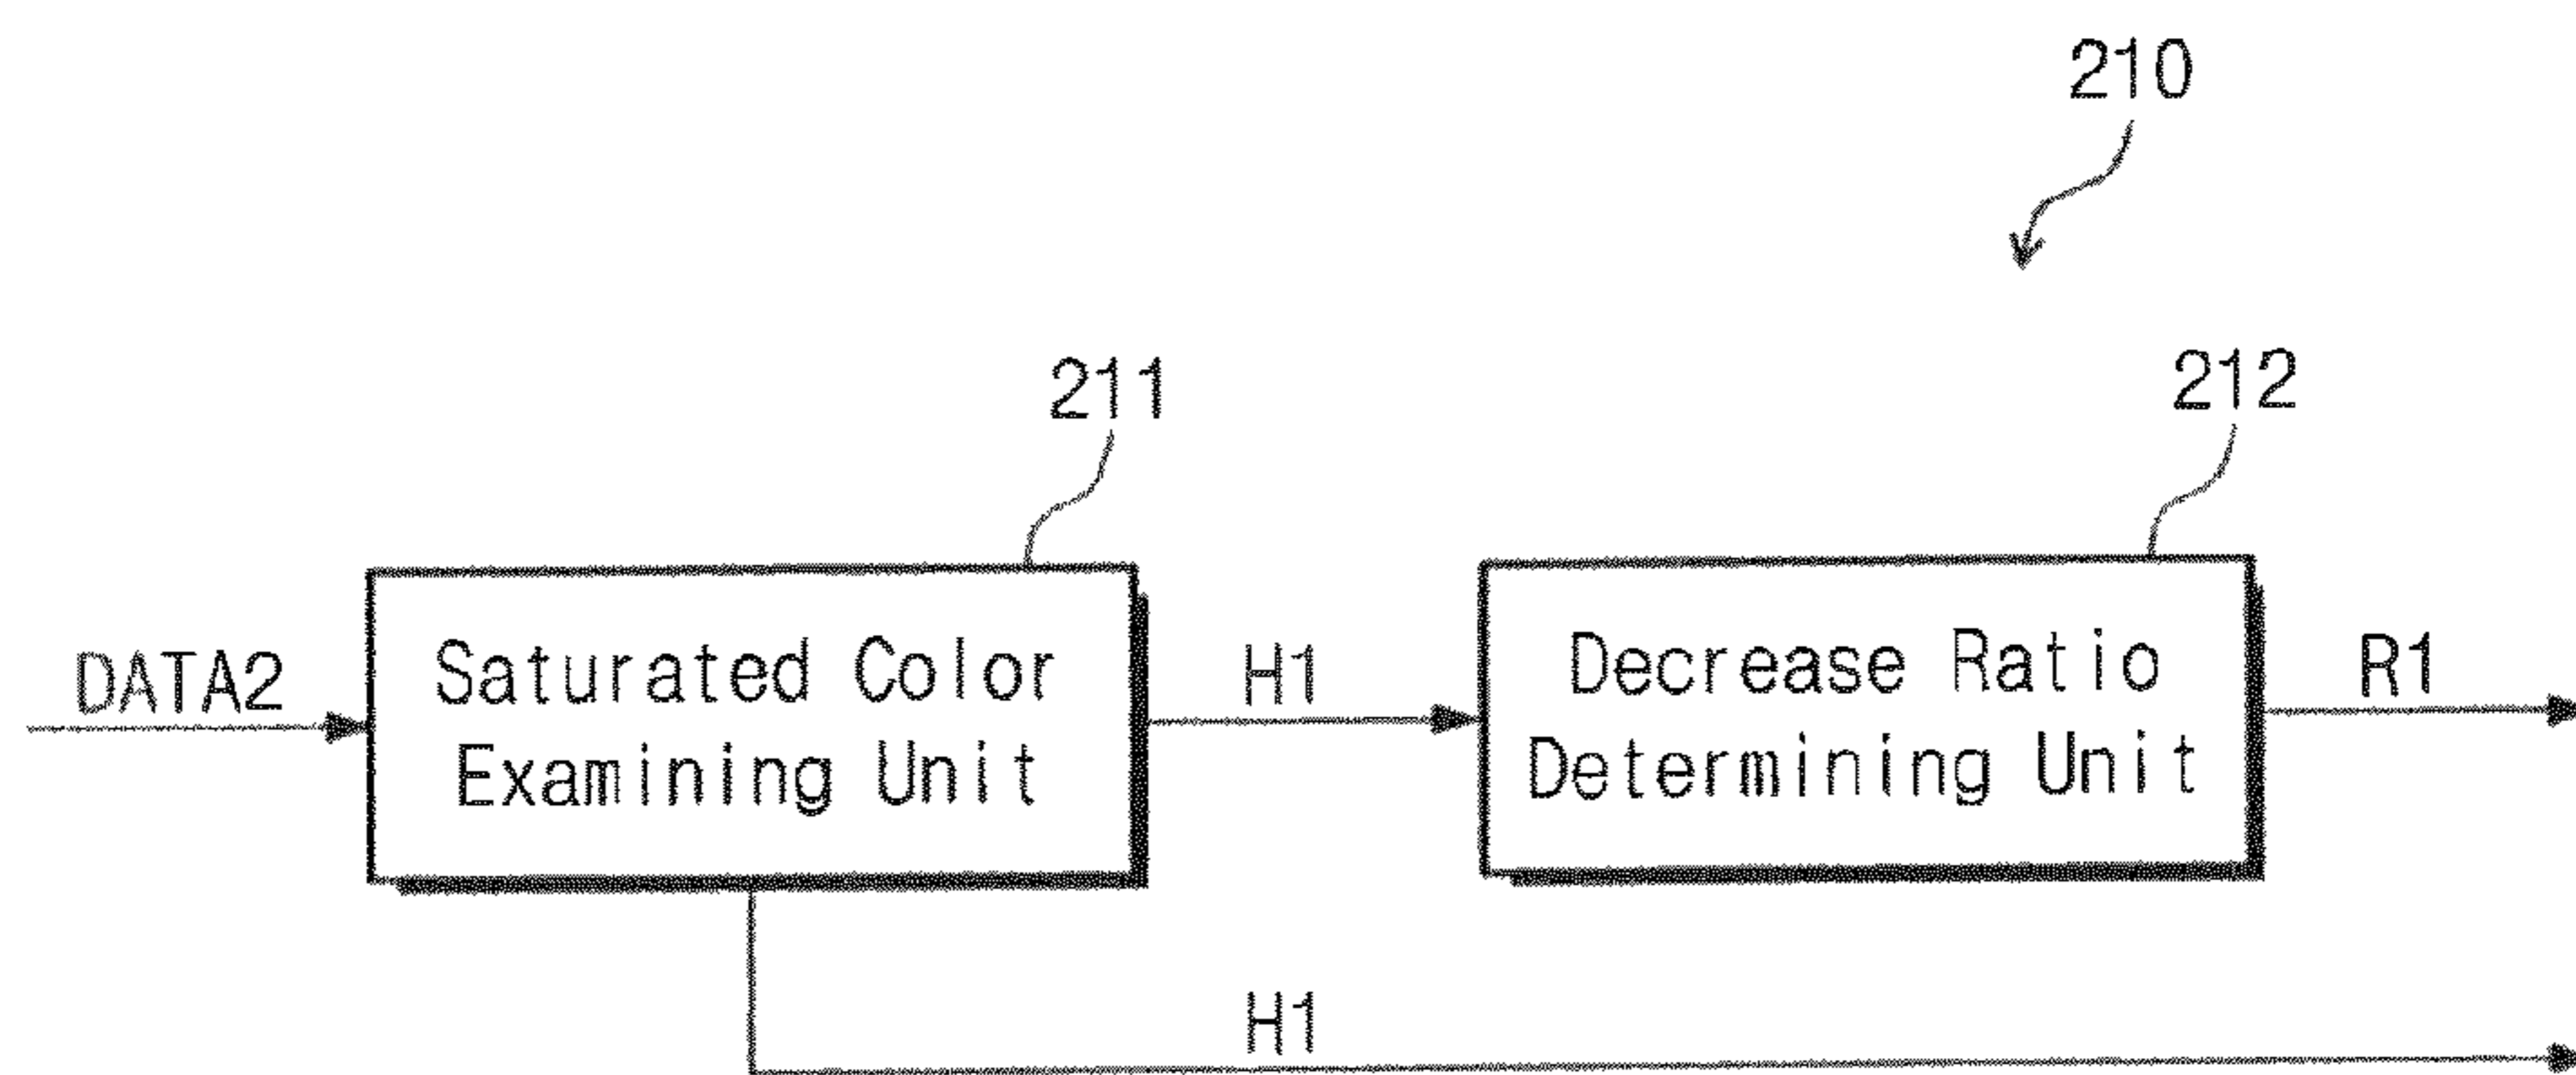 210
211
212
DATA2
Saturated Color
Examining Unit
H1
Decrease Ratio
Determining Unit
R1
H1